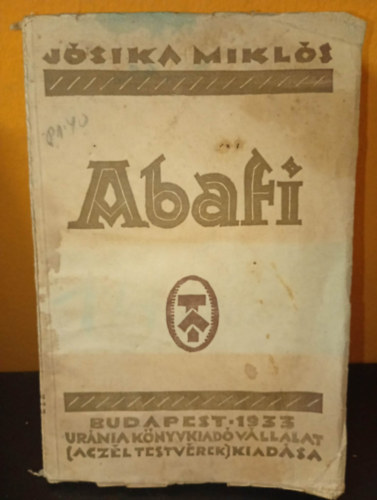 JÓSIKA MIKLÓS
Abafi
BUDAPEST·1933
URÁNIA KÖNYVKIADÓ VÁLLALAT
(ACZÉL TESTVÉREK) KIADÁSA